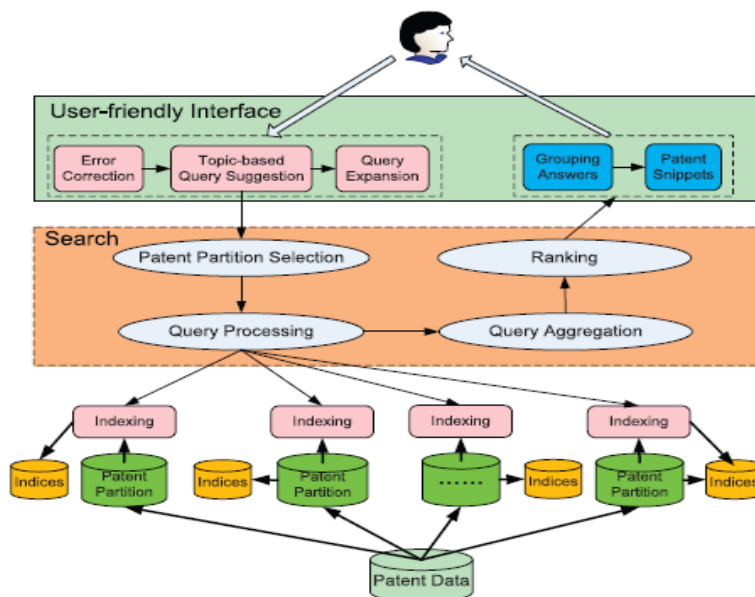 User-friendly Interface
Error
Correction
Topic-based
Query Suggestion
Query
Expansion
Grouping
Answers
Patent
Snippets
Search
Patent Partition Selection
Ranking
Query Processing
Query Aggregation
Indexing
Indexing
Indexing
Indexing
Indices
Patent
Partition
Indices
Patent
Partition
......
Indices
Patent
Partition
Indices
Patent Data